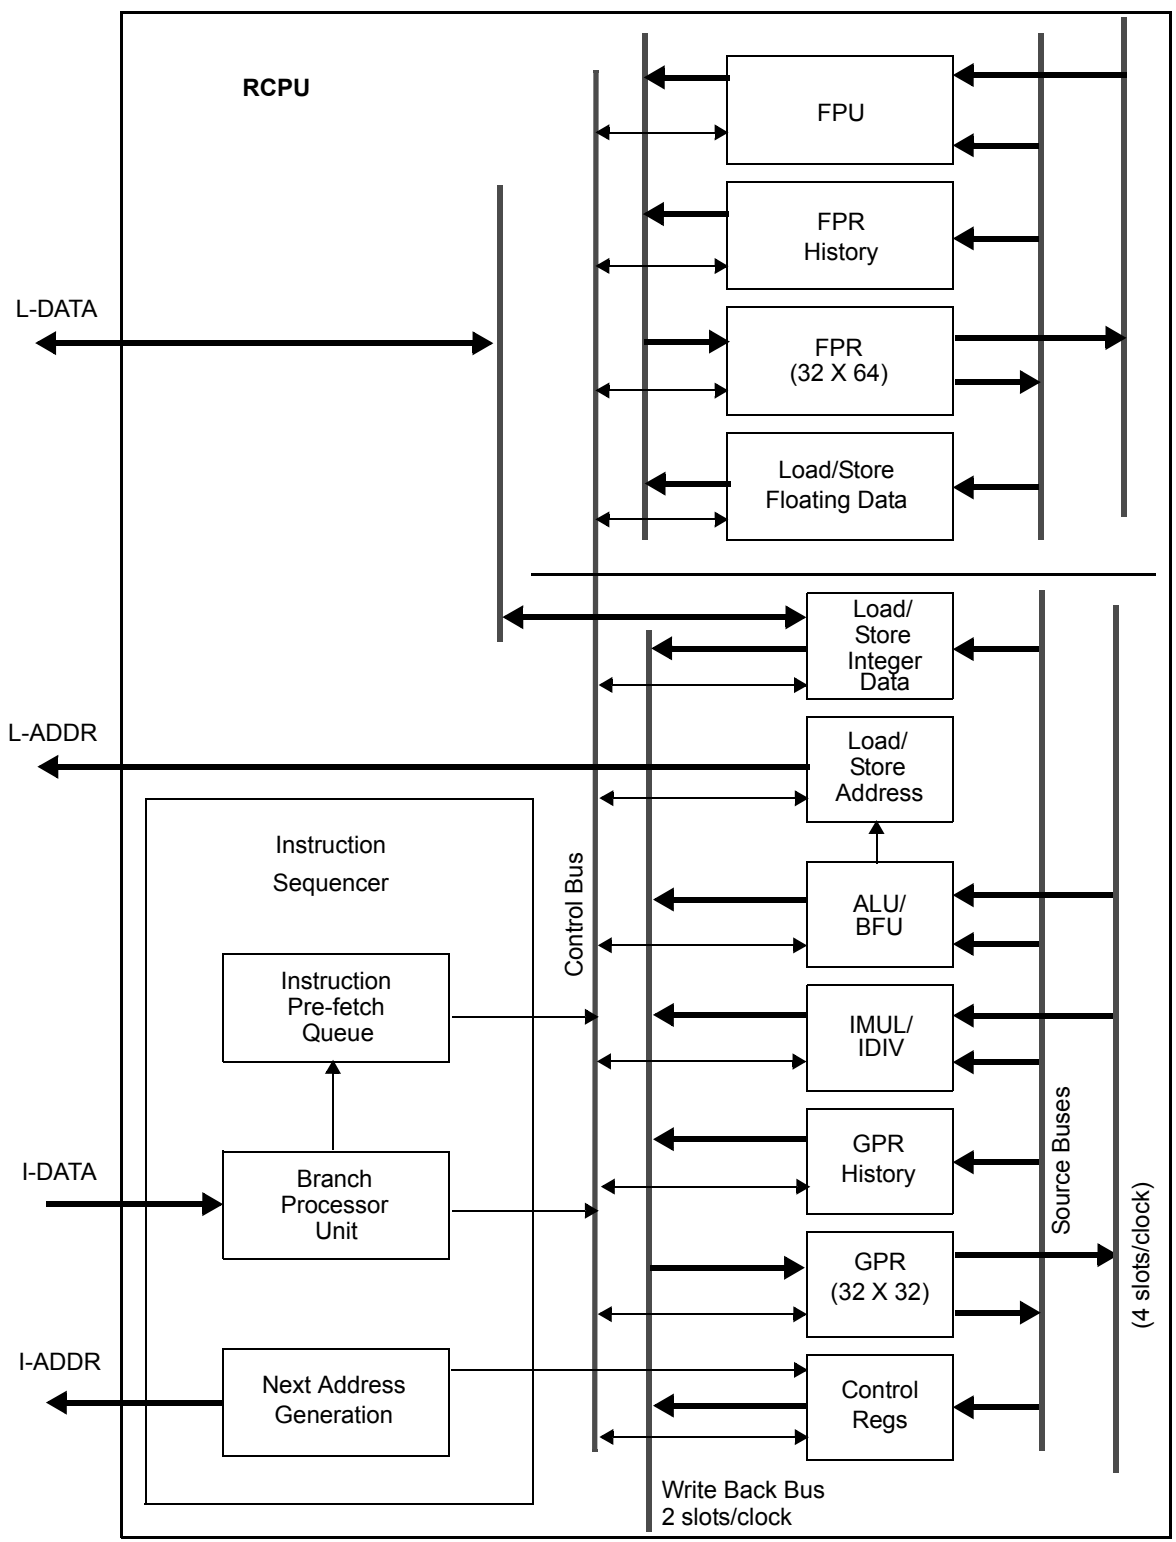 RCPU
FPU
FPR
History
L-DATA
FPR
(32 X 64)
Load/Store
Floating Data
Load/
Store
Integer
Data
L-ADDR
Load/
Store
Address
Instruction
Sequencer
Control Bus
ALU/
BFU
Instruction
Pre-fetch
Queue
IMUL/
IDIV
Source Buses
(4 slots/clock)
GPR
History
I-DATA
Branch
Processor
Unit
GPR
(32 X 32)
I-ADDR
Next Address
Generation
Control
Regs
Write Back Bus
2 slots/clock